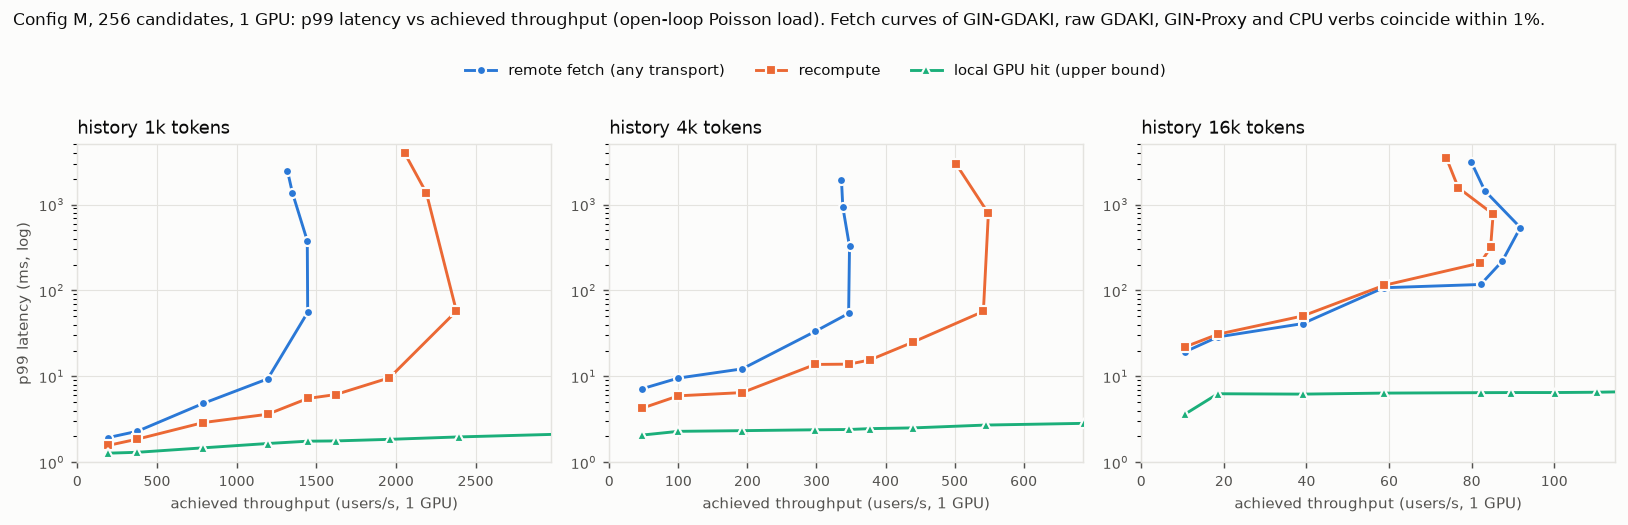 Config M, 256 candidates, 1 GPU: p99 latency vs achieved throughput (open-loop Poisson load). Fetch curves of GIN-GDAKI, raw GDAKI, GIN-Proxy and CPU verbs coincide within 1%.
remote fetch (any transport)
recompute
local GPU hit (upper bound)
history 1k tokens
p99 latency (ms, log)
10³
10²
10¹
10⁰
0 500 1000 1500 2000 2500
achieved throughput (users/s, 1 GPU)
history 4k tokens
10³
10²
10¹
10⁰
0 100 200 300 400 500 600
achieved throughput (users/s, 1 GPU)
history 16k tokens
10³
10²
10¹
10⁰
0 20 40 60 80 100
achieved throughput (users/s, 1 GPU)